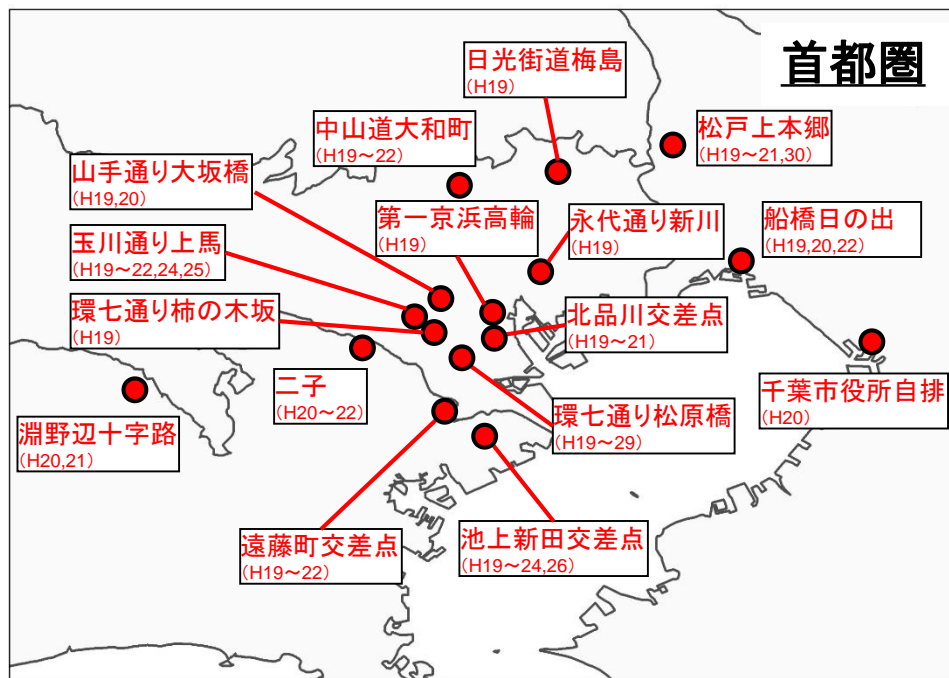 首都圏
日光街道梅島
(H19)
中山道大和町
(H19～22)
松戸上本郷
(H19～21,30)
山手通り大坂橋
(H19,20)
第一京浜高輪
(H19)
永代通り新川
(H19)
船橋日の出
(H19,20,22)
玉川通り上馬
(H19～22,24,25)
環七通り柿の木坂
(H19)
北品川交差点
(H19～21)
二子
(H20～22)
環七通り松原橋
(H19～29)
千葉市役所自排
(H20)
淵野辺十字路
(H20,21)
遠藤町交差点
(H19～22)
池上新田交差点
(H19～24,26)